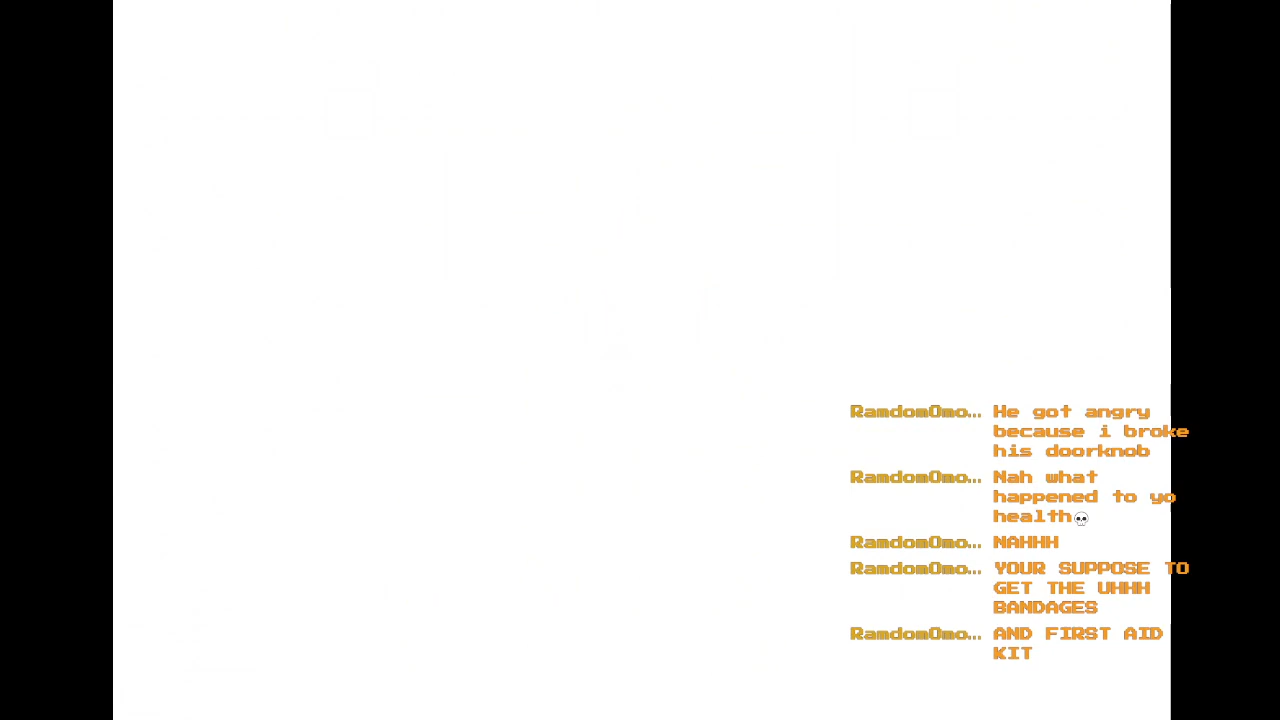 RamdomOmo... He got angry
because i broke
his doorknob
RamdomOmo... Nah what
happened to yo
health💀
RamdomOmo... NAHHH
RamdomOmo... YOUR SUPPOSE TO
GET THE UHHH
BANDAGES
RamdomOmo... AND FIRST AID
KIT